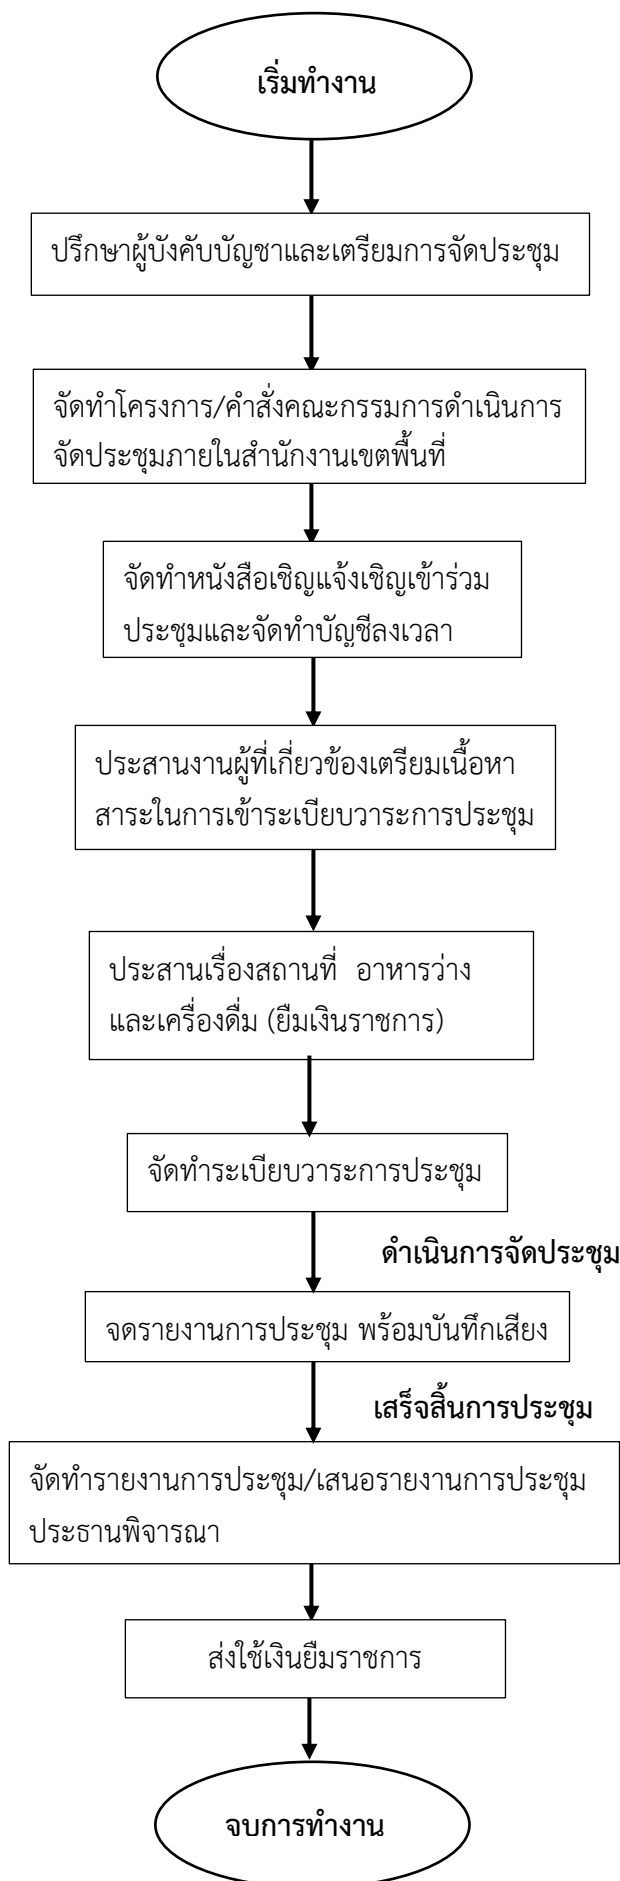 เริ่มทำงาน
ปรึกษาผู้บังคับบัญชาและเตรียมการจัดประชุม
จัดทำโครงการ/คำสั่งคณะกรรมการดำเนินการ
จัดประชุมภายในสำนักงานเขตพื้นที่
จัดทำหนังสือเชิญแจ้งเชิญเข้าร่วม
ประชุมและจัดทำบัญชีลงเวลา
ประสานงานผู้ที่เกี่ยวข้องเตรียมเนื้อหา
สาระในการเข้าระเบียบวาระการประชุม
ประสานเรื่องสถานที่ อาหารว่าง
และเครื่องดื่ม (ยืมเงินราชการ)
จัดทำระเบียบวาระการประชุม
ดำเนินการจัดประชุม
จดรายงานการประชุม พร้อมบันทึกเสียง
เสร็จสิ้นการประชุม
จัดทำรายงานการประชุม/เสนอรายงานการประชุม
ประธานพิจารณา
ส่งใช้เงินยืมราชการ
จบการทำงาน